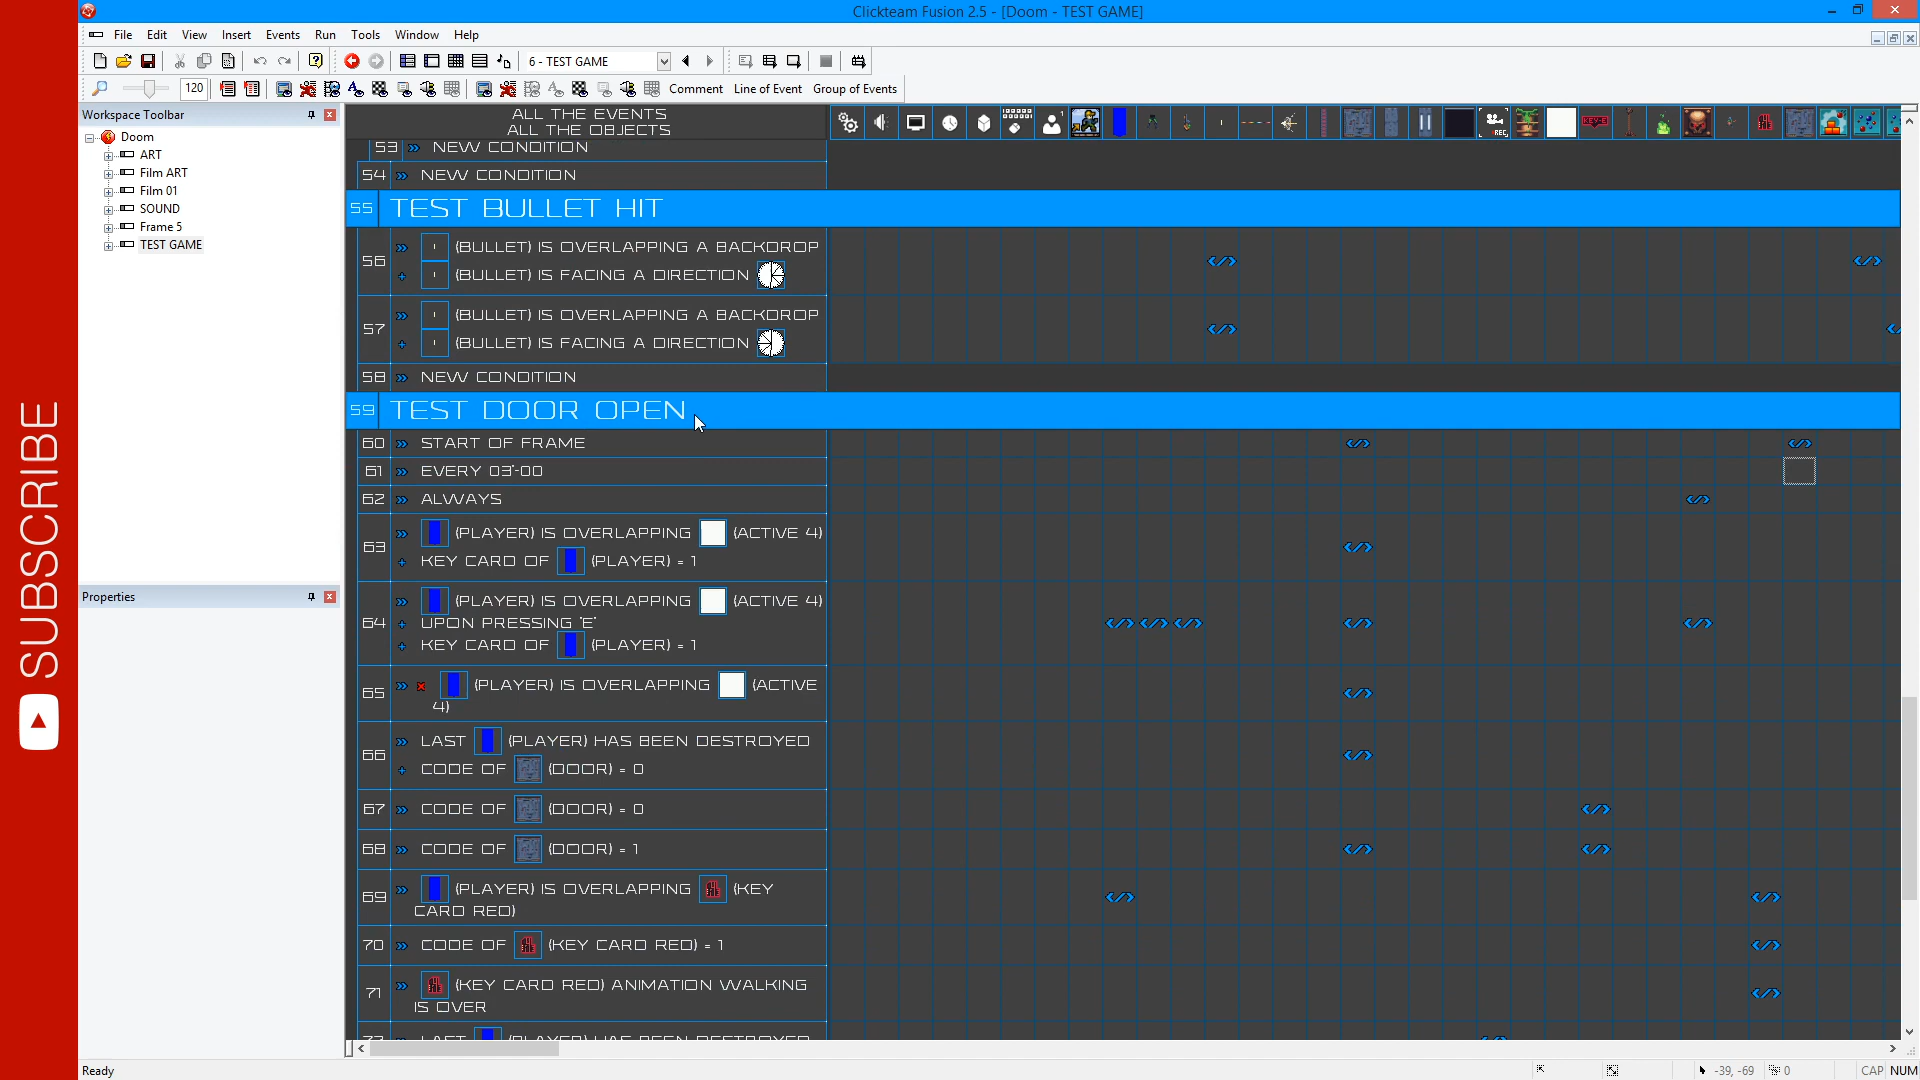 Clickteam Fusion 2.5 - [Doom - TEST GAME]
File Edit View Insert Events Run Tools Window Help
6 - TEST GAME
120
Comment Line of Event Group of Events
Workspace Toolbar
Doom
ART
Film ART
Film 01
SOUND
Frame 5
TEST GAME
Properties
SUBSCRIBE
ALL THE EVENTS
ALL THE OBJECTS
53 NEW CONDITION
54 NEW CONDITION
55 TEST BULLET HIT
56 (BULLET) IS OVERLAPPING A BACKDROP
+ (BULLET) IS FACING A DIRECTION
57 (BULLET) IS OVERLAPPING A BACKDROP
+ (BULLET) IS FACING A DIRECTION
58 NEW CONDITION
59 TEST DOOR OPEN
60 START OF FRAME
61 EVERY 03"-00
62 ALWAYS
63 (PLAYER) IS OVERLAPPING (ACTIVE 4)
+ KEY CARD OF (PLAYER) = 1
64 (PLAYER) IS OVERLAPPING (ACTIVE 4)
+ UPON PRESSING "E"
+ KEY CARD OF (PLAYER) = 1
65 (PLAYER) IS OVERLAPPING (ACTIVE
4)
66 LAST (PLAYER) HAS BEEN DESTROYED
+ CODE OF (DOOR) = 0
67 CODE OF (DOOR) = 0
68 CODE OF (DOOR) = 1
69 (PLAYER) IS OVERLAPPING (KEY
CARD RED)
70 CODE OF (KEY CARD RED) = 1
71 (KEY CARD RED) ANIMATION WALKING
IS OVER
72 LAST (PLAYER) HAS BEEN DESTROYED
Ready
-39, -69
0
CAP NUM